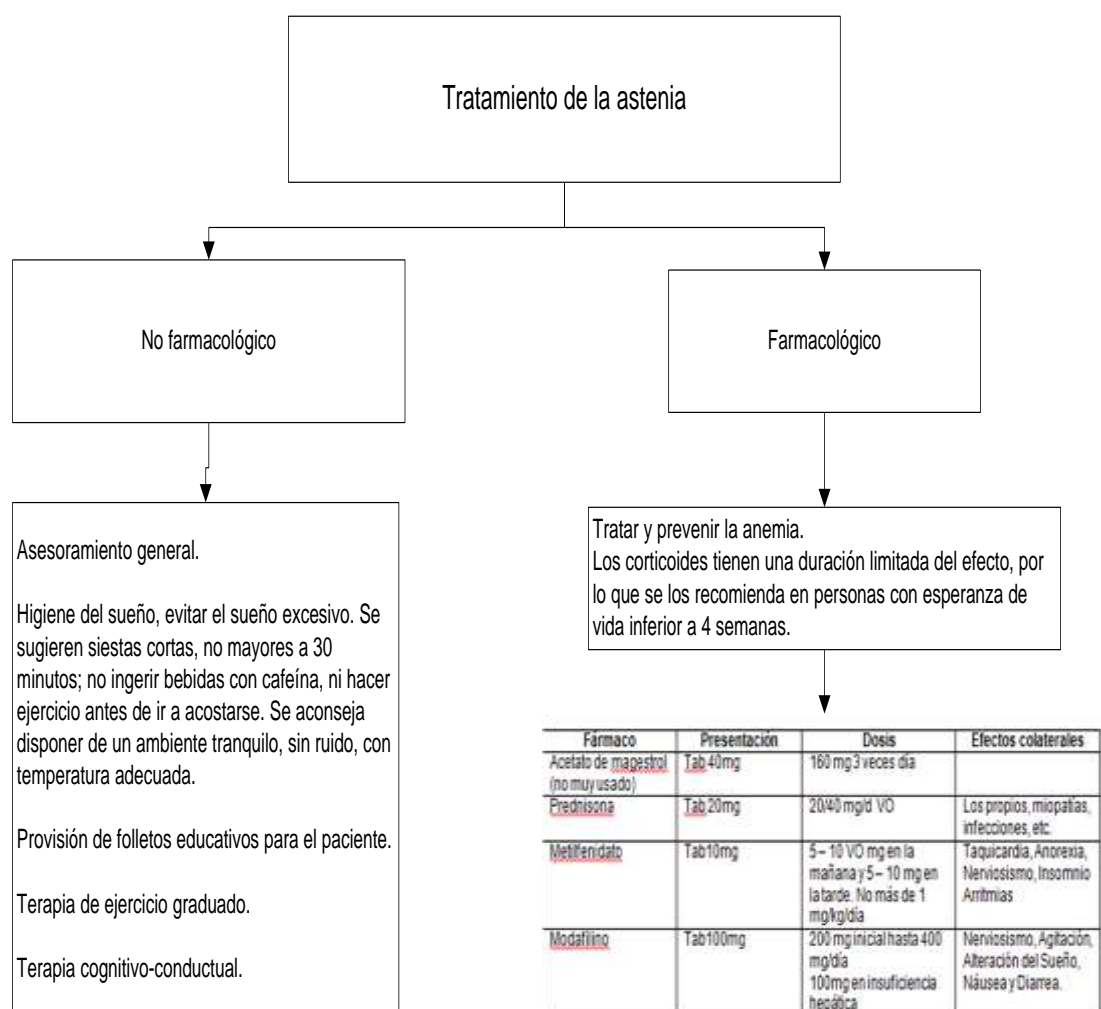 Tratamiento de la astenia
No farmacológico
Farmacológico
Asesoramiento general.
Higiene del sueño, evitar el sueño excesivo. Se
sugieren siestas cortas, no mayores a 30
minutos; no ingerir bebidas con cafeína, ni hacer
ejercicio antes de ir a acostarse. Se aconseja
disponer de un ambiente tranquilo, sin ruido, con
temperatura adecuada.
Provisión de folletos educativos para el paciente.
Terapia de ejercicio graduado.
Terapia cognitivo-conductual.
Tratar y prevenir la anemia.
Los corticoides tienen una duración limitada del efecto, por
lo que se los recomienda en personas con esperanza de
vida inferior a 4 semanas.
Fármaco Presentación Dosis Efectos colaterales
Acetato de magestrol Tab 40mg 160 mg 3 veces día
(no muy usado)
Prednisona Tab 20mg 20/40 mg/d VO Los propios, miopatías,
infecciones, etc.
Metilfenidato Tab10mg 5 – 10 VO mg en la Taquicardia, Anorexia,
mañana y 5 – 10 mg en Nerviosismo, Insomnio
la tarde. No más de 1 Arritmias
mg/kg/día
Modafilino Tab100mg 200 mg inicial hasta 400 Nerviosismo, Agitación,
mg/día Alteración del Sueño,
100mg en insuficiencia Náusea y Diarrea.
hepática